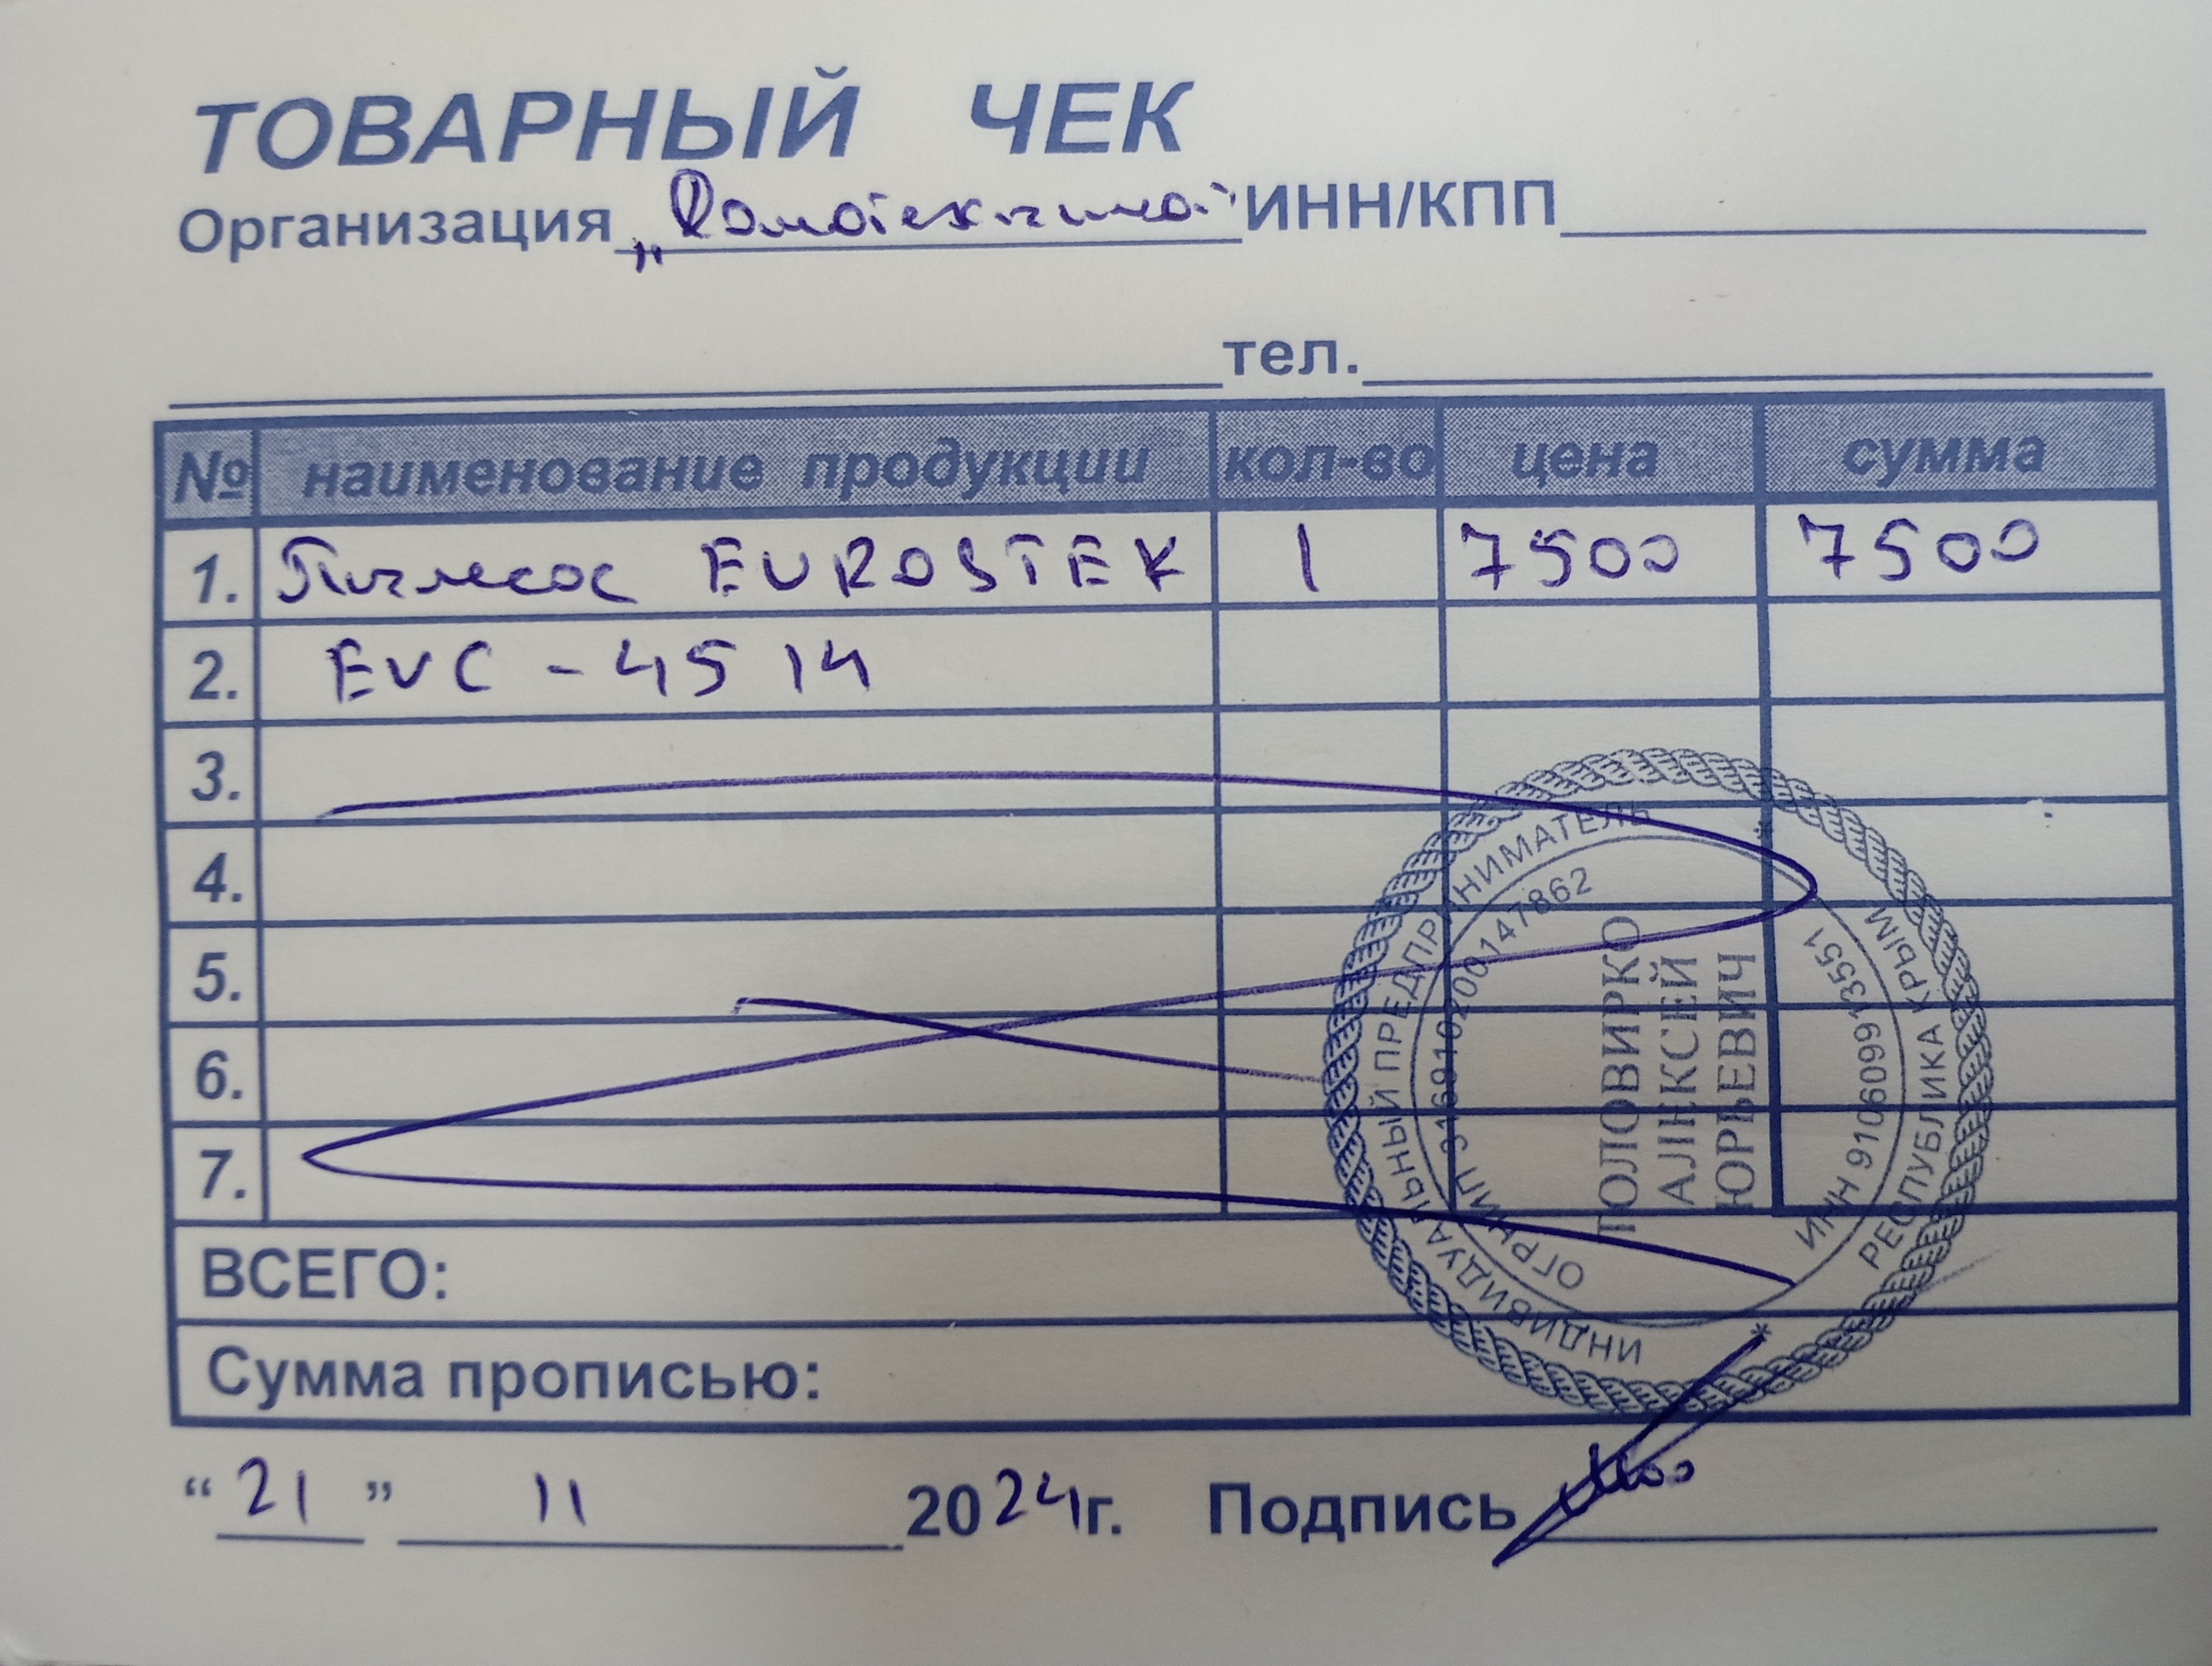 ТОВАРНЫЙ ЧЕК
Организация „Домотехника" ИНН/КПП
тел.
№ наименование продукции кол-во цена сумма
1. Пылесос EUROSTEK 1 7500 7500
2. EVC - 4514
3.
4.
5.
6.
7.
ВСЕГО:
Сумма прописью:
“ 21 ” 11 2024г. Подпись
ИНДИВИДУАЛЬНЫЙ ПРЕДПРИНИМАТЕЛЬ
ОГРНИП 316910200147862
ГОЛОВИРКО
АЛЕКСЕЙ
ЮРЬЕВИЧ
ИНН 910609913551
РЕСПУБЛИКА КРЫМ